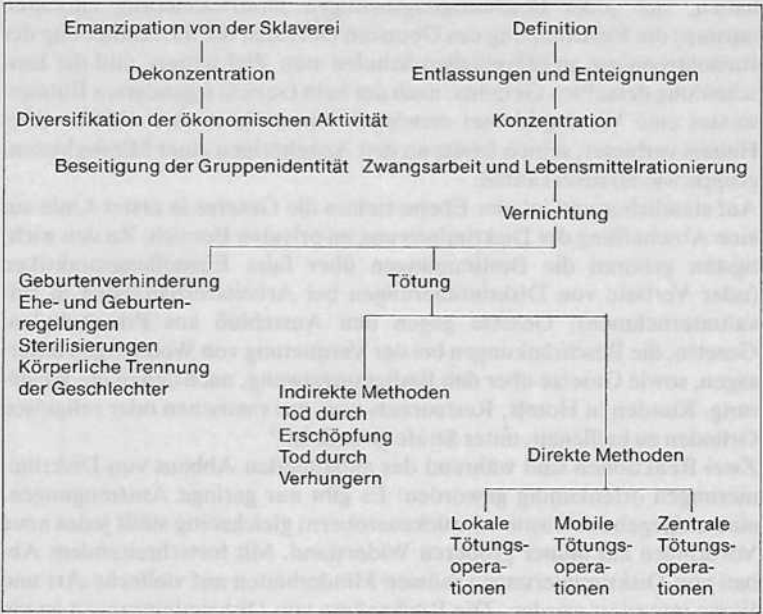 Emanzipation von der Sklaverei
Dekonzentration
Diversifikation der ökonomischen Aktivität
Beseitigung der Gruppenidentität
Definition
Entlassungen und Enteignungen
Konzentration
Zwangsarbeit und Lebensmittelrationierung
Vernichtung
Geburtenverhinderung
Ehe- und Geburten-
regelungen
Sterilisierungen
Körperliche Trennung
der Geschlechter
Tötung
Indirekte Methoden
Tod durch
Erschöpfung
Tod durch
Verhungern
Direkte Methoden
Lokale
Tötungs-
opera-
tionen
Mobile
Tötungs-
opera-
tionen
Zentrale
Tötungs-
opera-
tionen